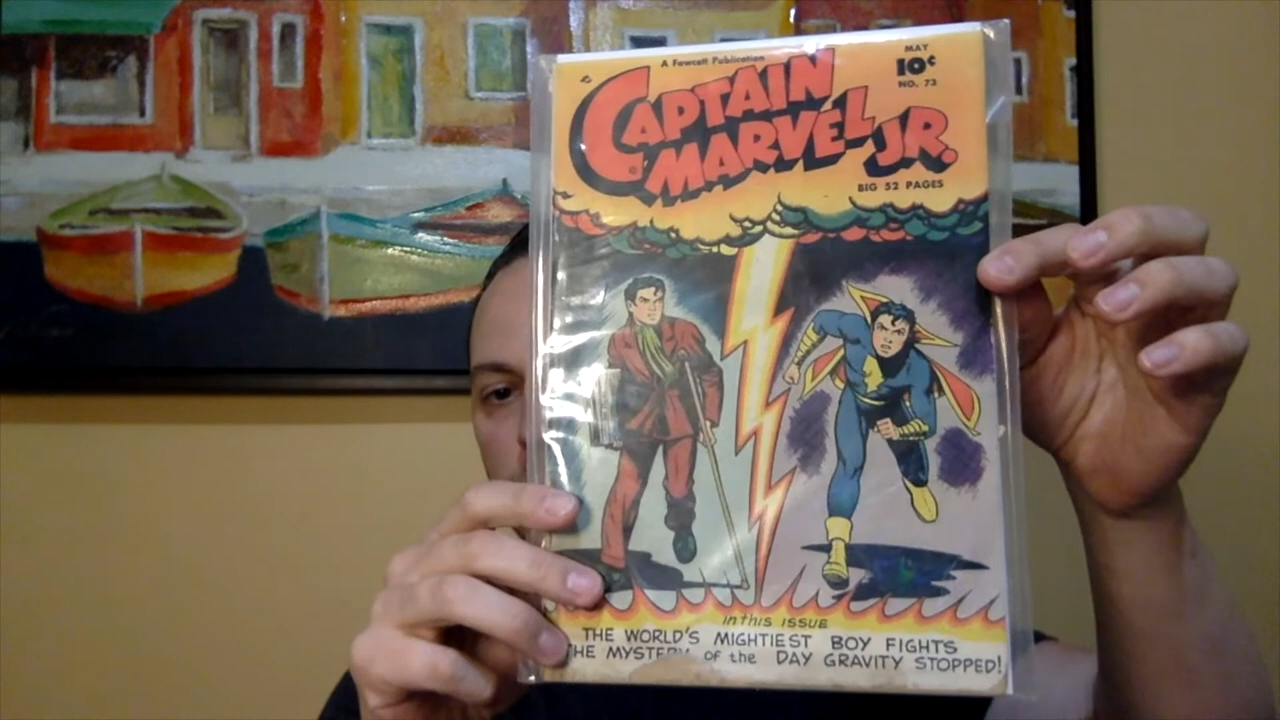 A Fawcett Publication
MAY
10¢
NO. 73
CAPTAIN
MARVEL JR.
BIG 52 PAGES
in this ISSUE
THE WORLD'S MIGHTIEST BOY FIGHTS
THE MYSTERY of the DAY GRAVITY STOPPED!